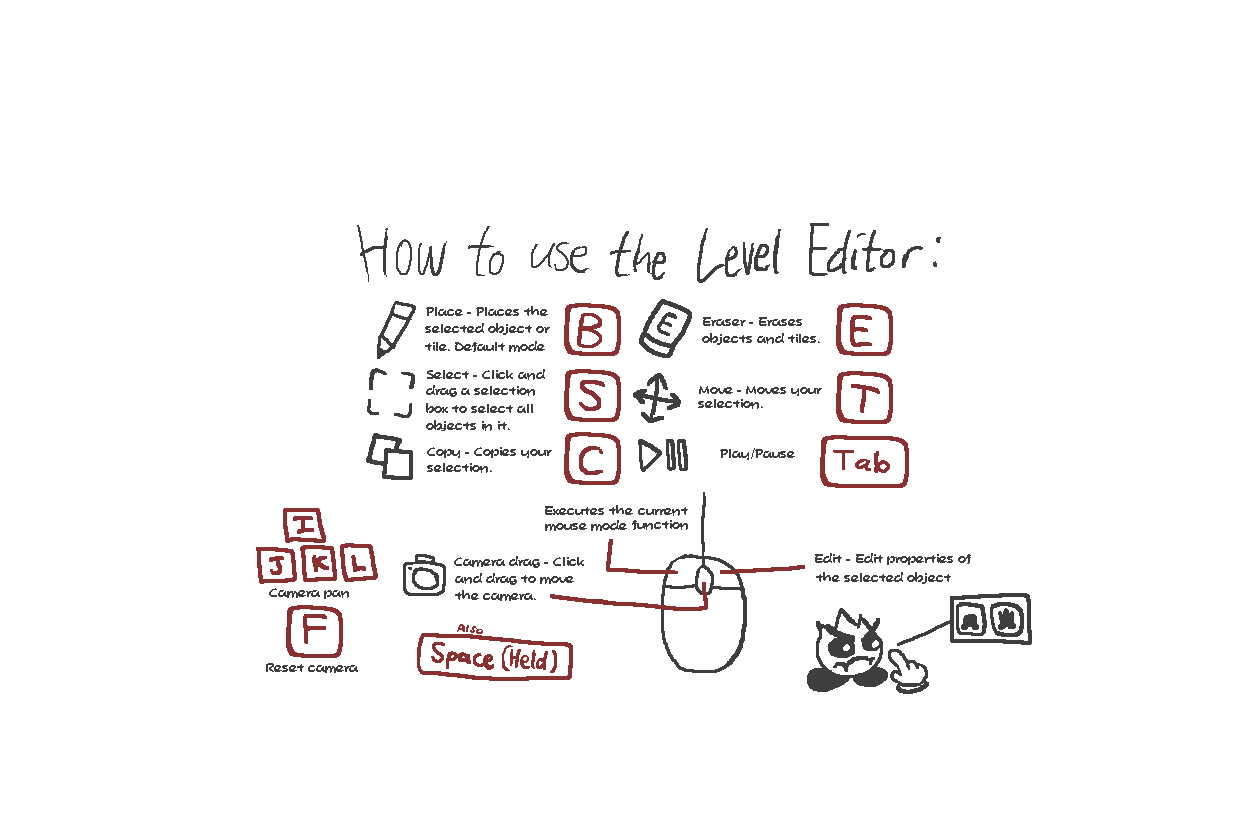 How to use the Level Editor:
Place - Places the
selected object or
tile. Default mode
B
E
Eraser - Erases
objects and tiles.
E
Select - Click and
drag a selection
box to select all
objects in it.
S
Move - Moves your
selection.
T
Copy - Copies your
selection.
C
Play/Pause
Tab
Executes the current
mouse mode function
I
J K L
Camera pan
F
Reset camera
Camera drag - Click
and drag to move
the camera.
Also
Space (Held)
Edit - Edit properties of
the selected object